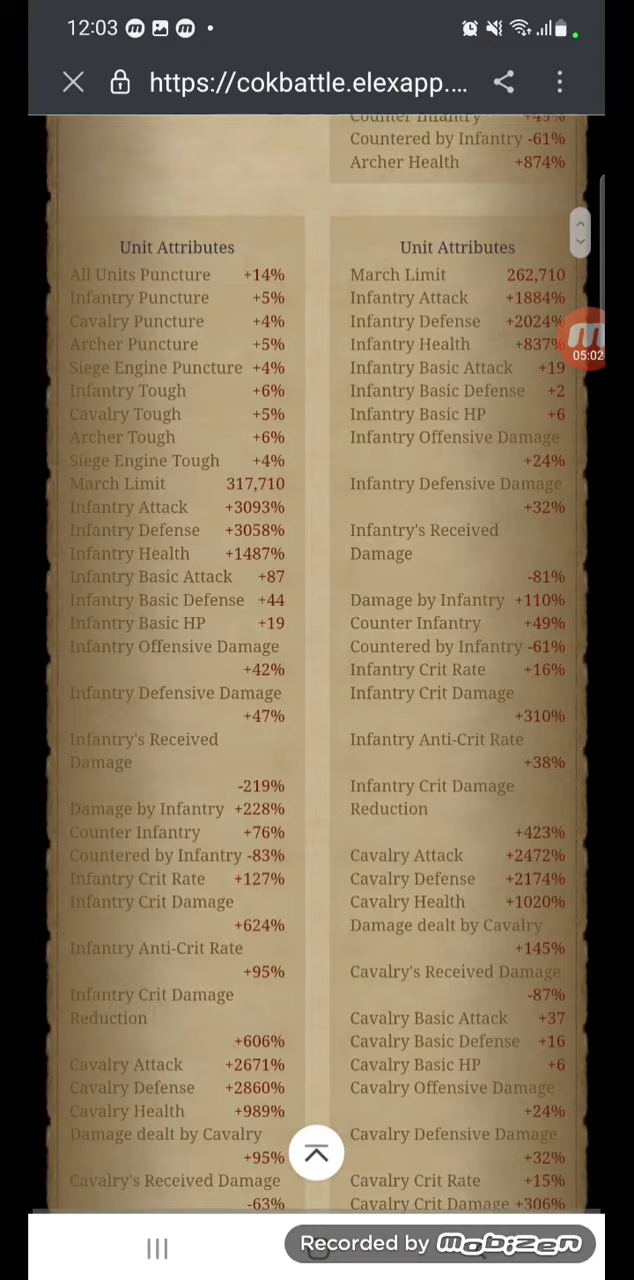 12:03
https://cokbattle.elexapp....
Counter Infantry +49%
Countered by Infantry -61%
Archer Health +874%
Unit Attributes
All Units Puncture +14%
Infantry Puncture +5%
Cavalry Puncture +4%
Archer Puncture +5%
Siege Engine Puncture +4%
Infantry Tough +6%
Cavalry Tough +5%
Archer Tough +6%
Siege Engine Tough +4%
March Limit 317,710
Infantry Attack +3093%
Infantry Defense +3058%
Infantry Health +1487%
Infantry Basic Attack +87
Infantry Basic Defense +44
Infantry Basic HP +19
Infantry Offensive Damage
+42%
Infantry Defensive Damage
+47%
Infantry's Received
Damage
-219%
Damage by Infantry +228%
Counter Infantry +76%
Countered by Infantry -83%
Infantry Crit Rate +127%
Infantry Crit Damage
+624%
Infantry Anti-Crit Rate
+95%
Infantry Crit Damage
Reduction
+606%
Cavalry Attack +2671%
Cavalry Defense +2860%
Cavalry Health +989%
Damage dealt by Cavalry
+95%
Cavalry's Received Damage
-63%
Unit Attributes
March Limit 262,710
Infantry Attack +1884%
Infantry Defense +2024%
Infantry Health +837%
Infantry Basic Attack +19
Infantry Basic Defense +2
Infantry Basic HP +6
Infantry Offensive Damage
+24%
Infantry Defensive Damage
+32%
Infantry's Received
Damage
-81%
Damage by Infantry +110%
Counter Infantry +49%
Countered by Infantry -61%
Infantry Crit Rate +16%
Infantry Crit Damage
+310%
Infantry Anti-Crit Rate
+38%
Infantry Crit Damage
Reduction
+423%
Cavalry Attack +2472%
Cavalry Defense +2174%
Cavalry Health +1020%
Damage dealt by Cavalry
+145%
Cavalry's Received Damage
-87%
Cavalry Basic Attack +37
Cavalry Basic Defense +16
Cavalry Basic HP +6
Cavalry Offensive Damage
+24%
Cavalry Defensive Damage
+32%
Cavalry Crit Rate +15%
Cavalry Crit Damage +306%
m
05:02
Recorded by mobizen